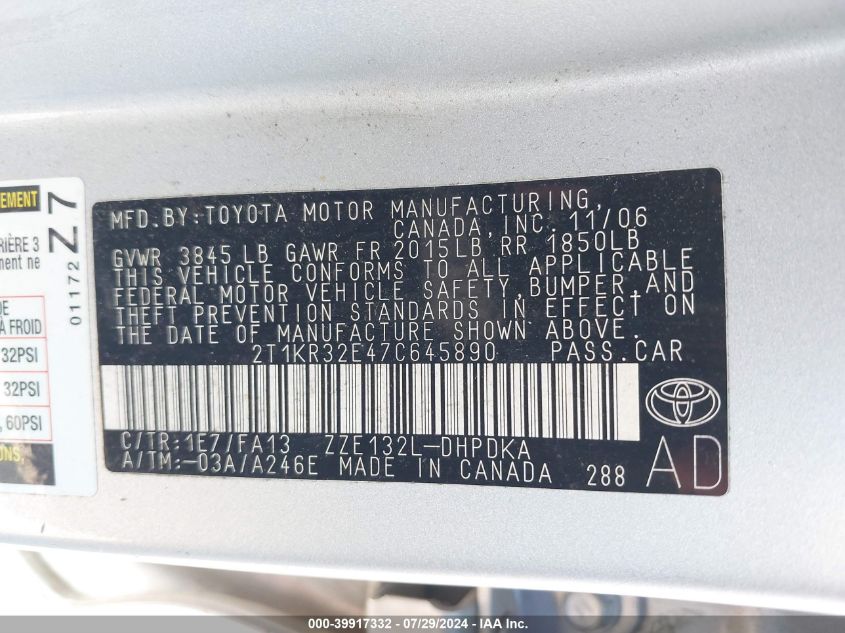 EMENT
RIÈRE 3
ment ne
DE
À FROID
32PSI
32PSI
, 60PSI
ONS
01172
Z 7
MFD.BY:TOYOTA MOTOR MANUFACTURING,
CANADA,INC. 11/06
GVWR 3845 LB GAWR FR 2015LB RR 1850LB
THIS VEHICLE CONFORMS TO ALL APPLICABLE
FEDERAL MOTOR VEHICLE SAFETY,BUMPER,AND
THEFT PREVENTION STANDARDS IN EFFECT ON
THE DATE OF MANUFACTURE SHOWN ABOVE.
2T1KR32E47C645890 PASS.CAR
C/TR:1E7/FA13 ZZE132L-DHPDKA
A/TM:-03A/A246E MADE IN CANADA 288
AD
000-39917332 - 07/29/2024 - IAA Inc.